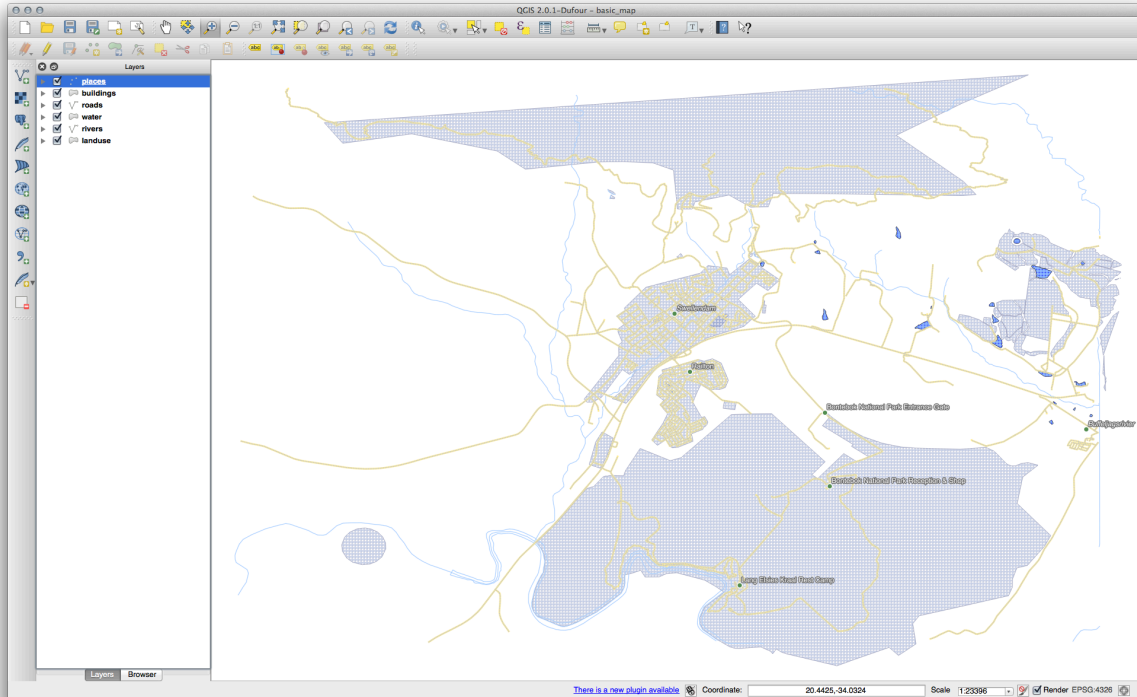 QGIS 2.0.1-Dufour - basic_map
Layers
places
buildings
roads
water
rivers
landuse
Swellendam
Railton
Bontebok National Park Entrance Gate
Buffeljagsrivier
Bontebok National Park Reception & Shop
Lang Elsies Kraal Rest Camp
Layers Browser
There is a new plugin available Coordinate: 20.4425,-34.0324 Scale 1:23396 Render EPSG:4326